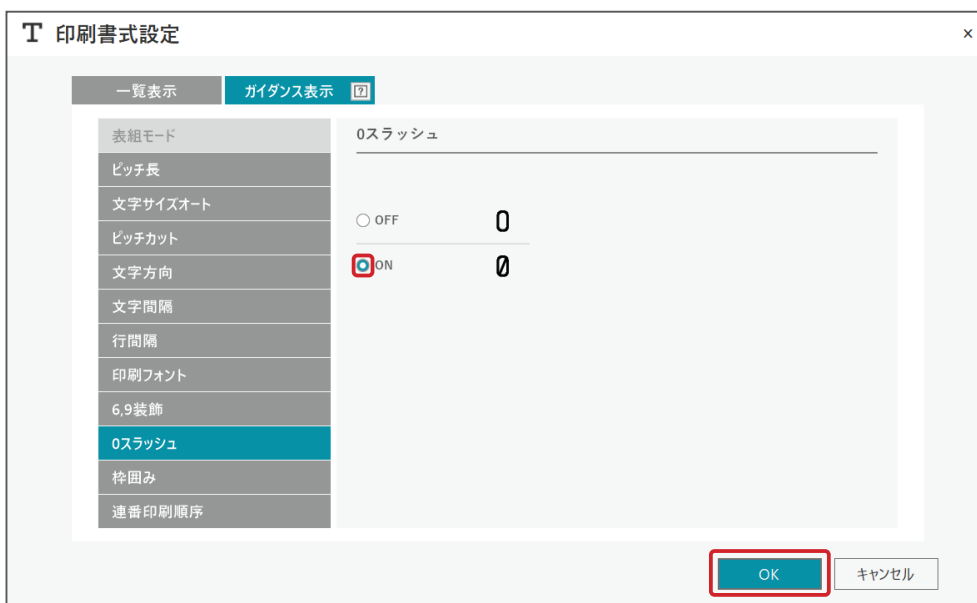 T 印刷書式設定 ×
一覧表示 ガイダンス表示 ?
表組モード
ピッチ長
文字サイズオート
ピッチカット
文字方向
文字間隔
行間隔
印刷フォント
6,9装飾
0スラッシュ
枠囲み
連番印刷順序
0スラッシュ
OFF 0
ON 0
OK キャンセル